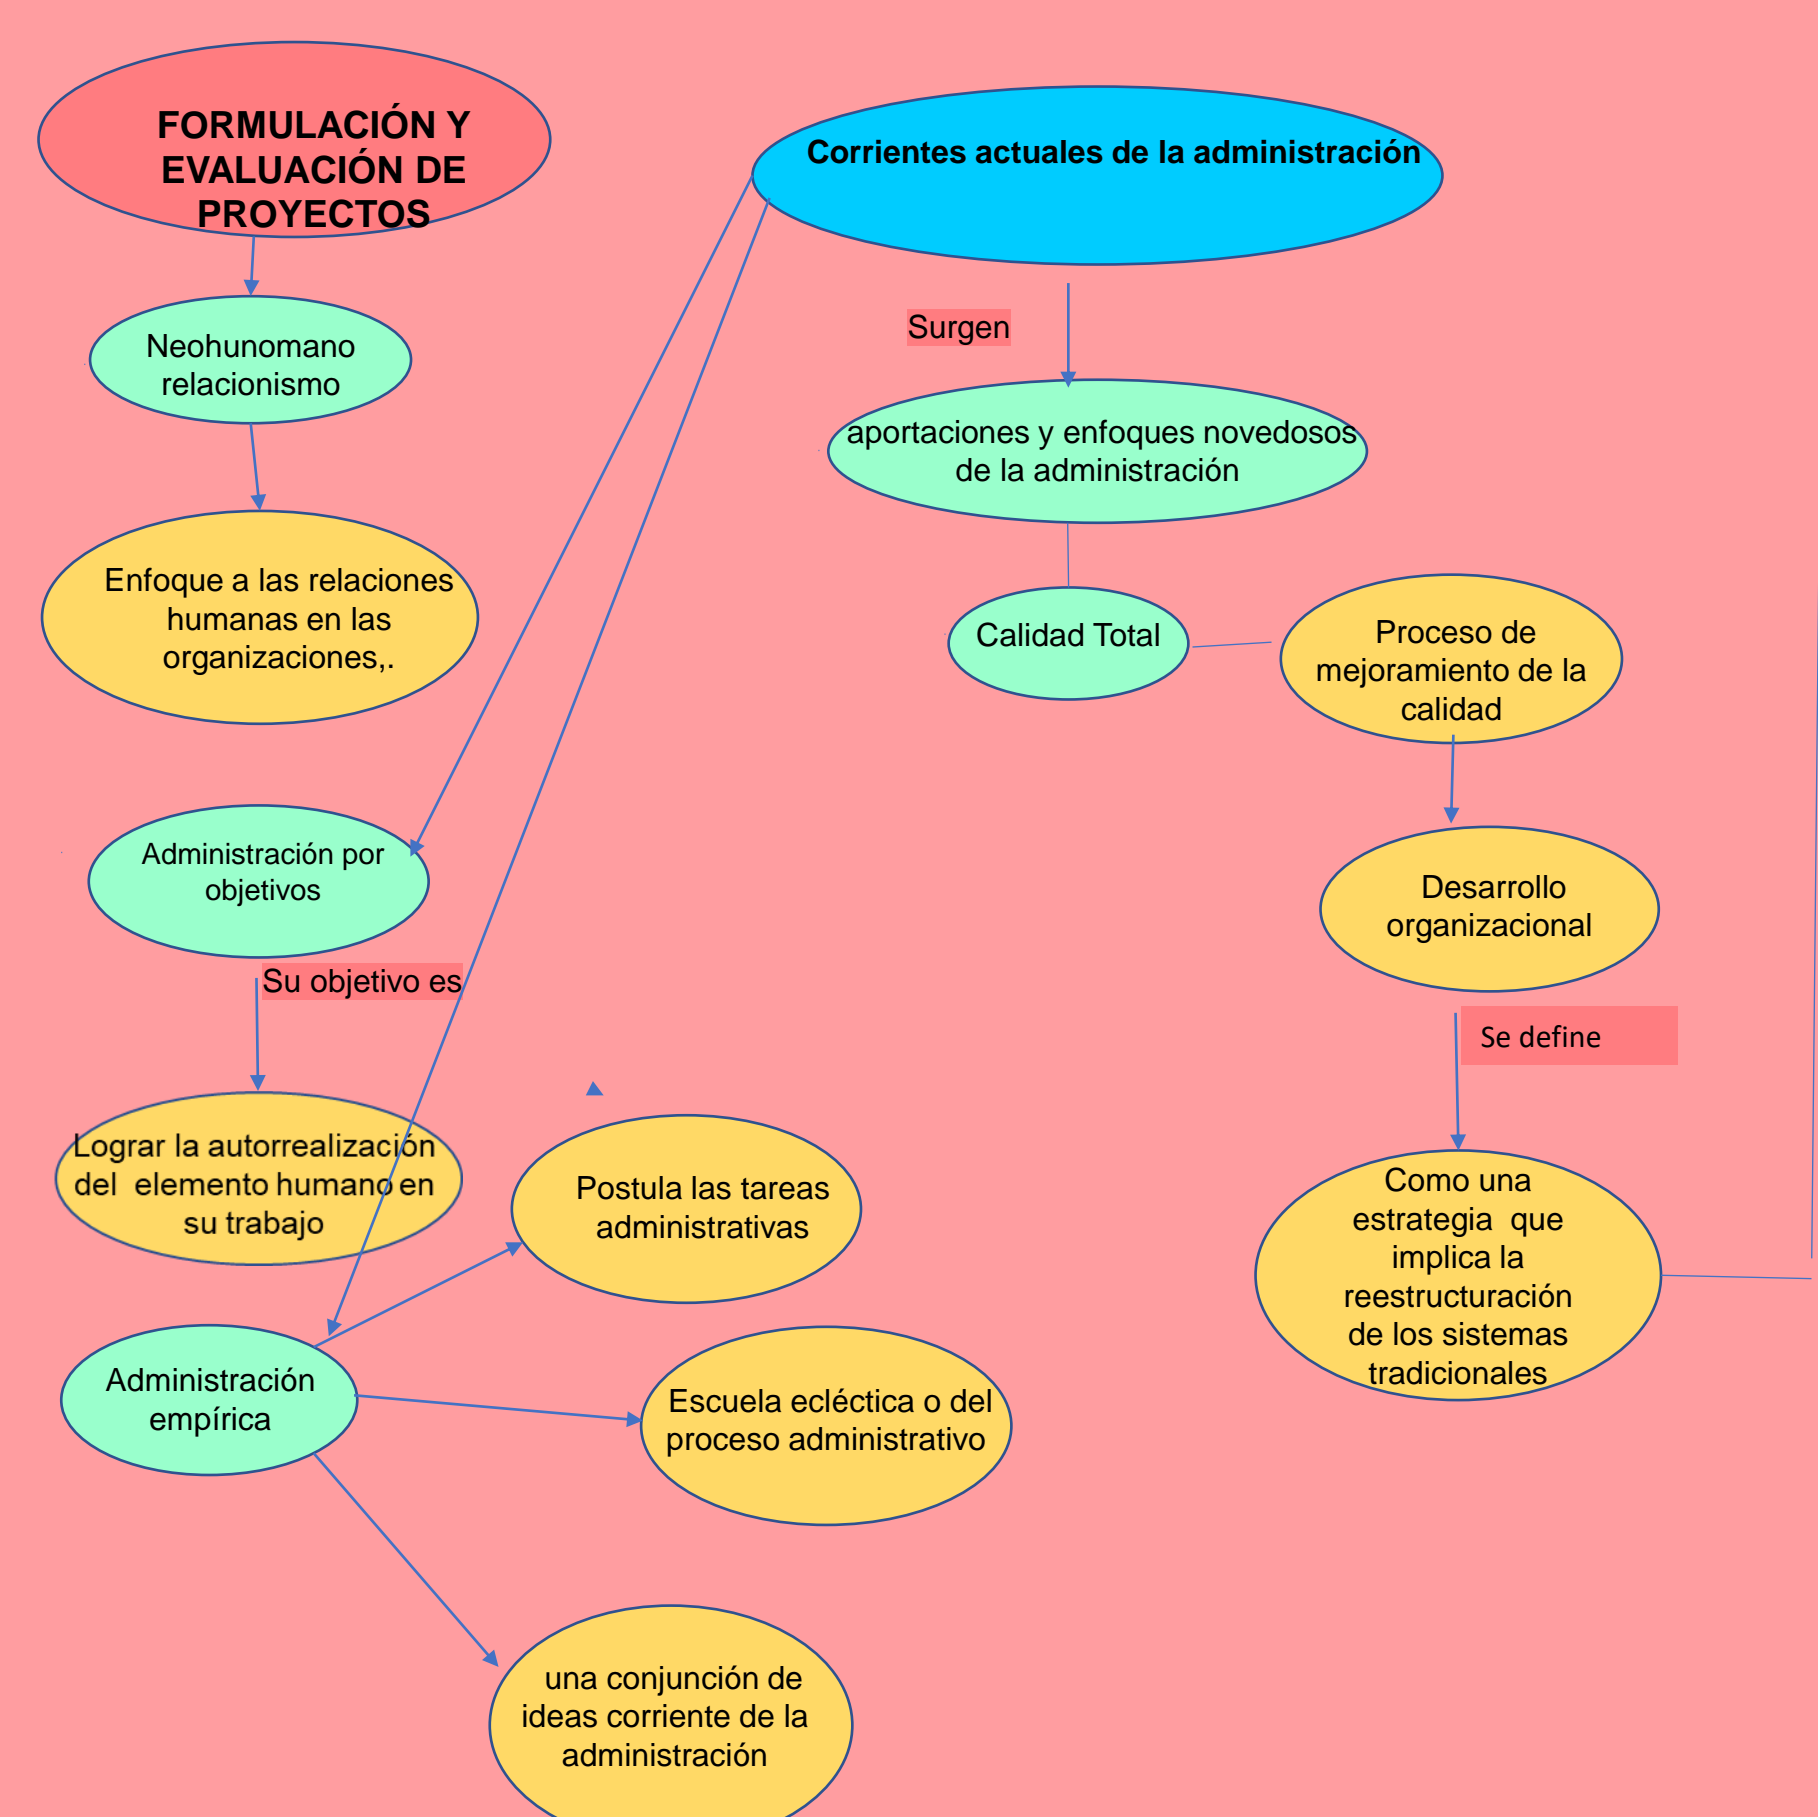 FORMULACIÓN Y
EVALUACIÓN DE
PROYECTOS
Neohunomano
relacionismo
Enfoque a las relaciones
humanas en las
organizaciones,.
Corrientes actuales de la administración
Surgen
aportaciones y enfoques novedosos
de la administración
Calidad Total
Proceso de
mejoramiento de la
calidad
Desarrollo
organizacional
Se define
Como una
estrategia que
implica la
reestructuración
de los sistemas
tradicionales
Administración por
objetivos
Su objetivo es
Lograr la autorrealización
del elemento humano en
su trabajo
Administración
empírica
Postula las tareas
administrativas
Escuela ecléctica o del
proceso administrativo
una conjunción de
ideas corriente de la
administración